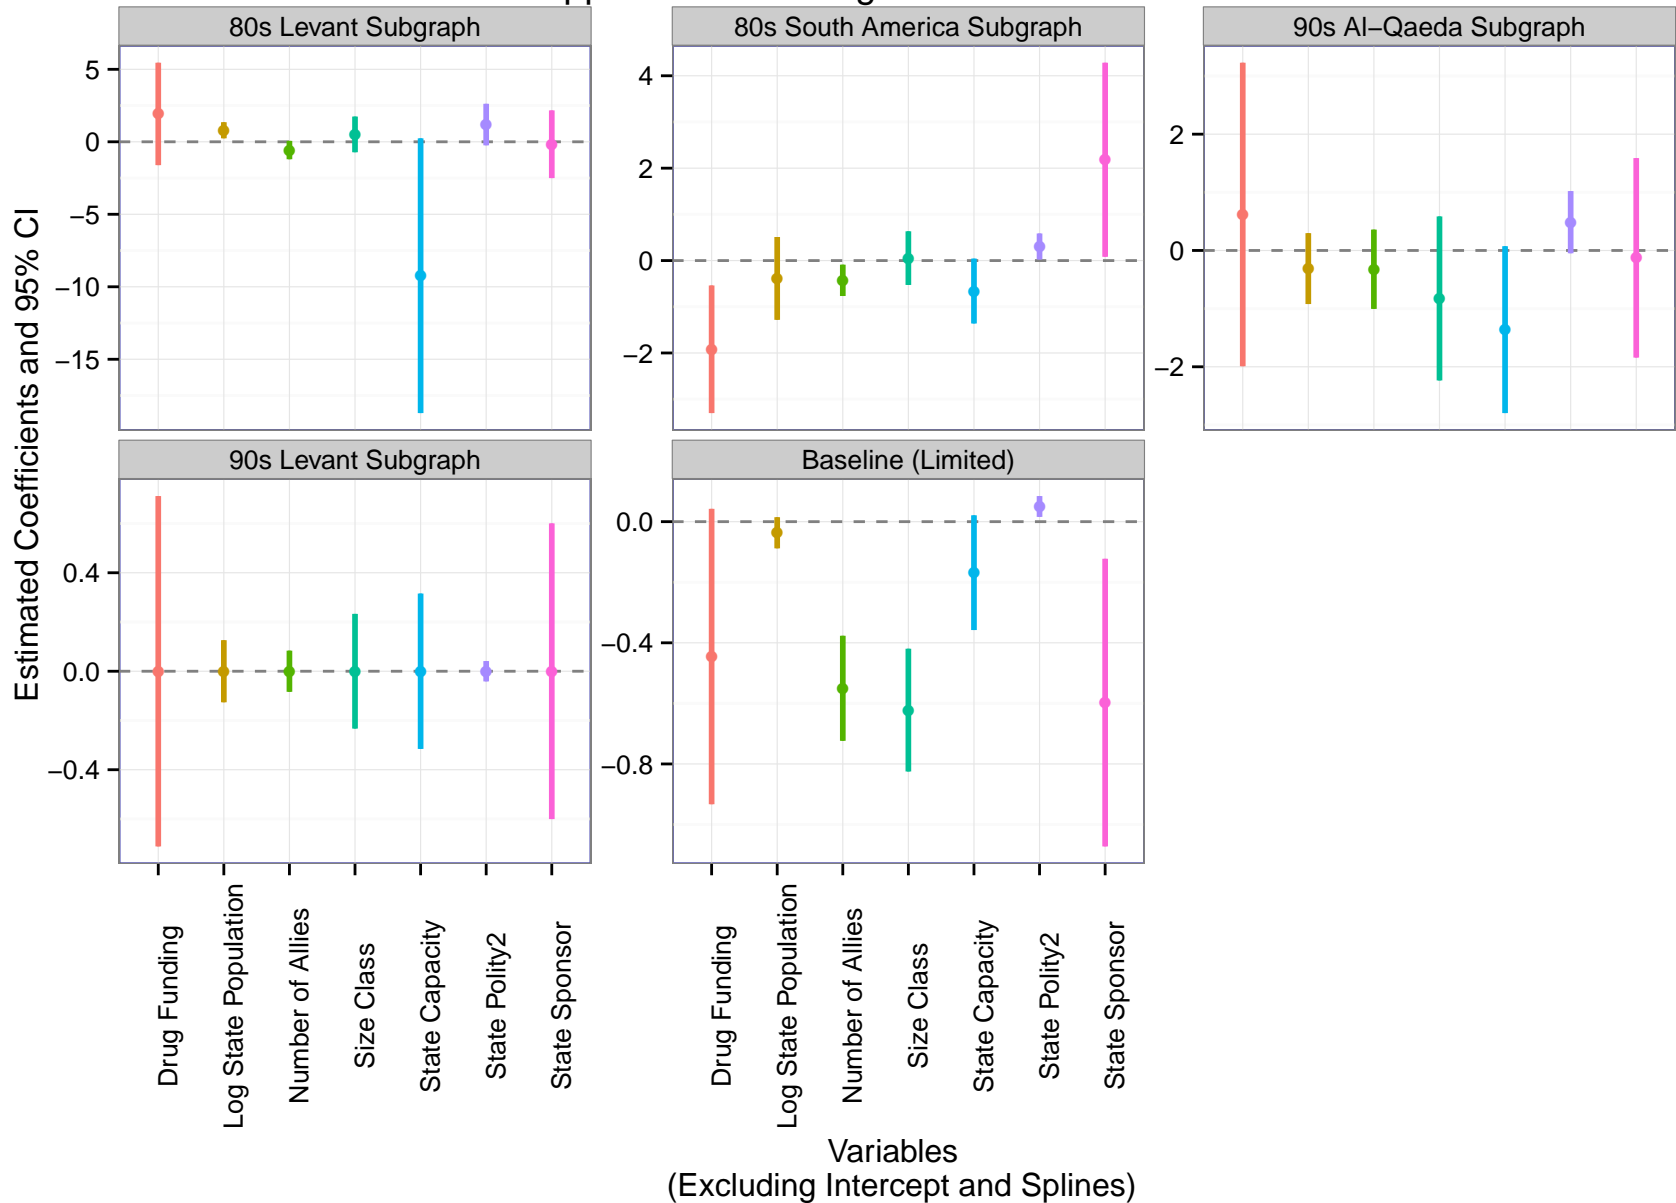 80s Levant Subgraph
80s South America Subgraph
90s Al−Qaeda Subgraph
5
0
−5
−10
−15
4
2
0
−2
2
0
−2
Estimated Coefficients and 95% CI
90s Levant Subgraph
Baseline (Limited)
0.4
0.0
−0.4
0.0
−0.4
−0.8
Drug Funding
Log State Population
Number of Allies
Size Class
State Capacity
State Polity2
State Sponsor
Drug Funding
Log State Population
Number of Allies
Size Class
State Capacity
State Polity2
State Sponsor
Variables
(Excluding Intercept and Splines)